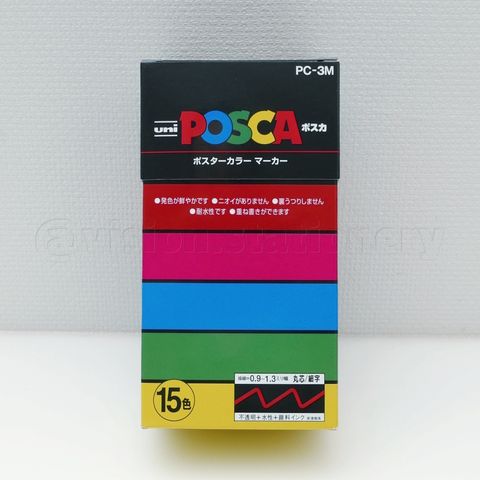 PC-3M
uni POSCA ポスカ
ポスターカラー マーカー
●発色が鮮やかです ●ニオイがありません ●裏うつりしません
●耐水性です ●重ね書きができます
@vision.stationery
0.9~1.3ミリ幅 丸芯/細字
不透明+水性+顔料インク
15色